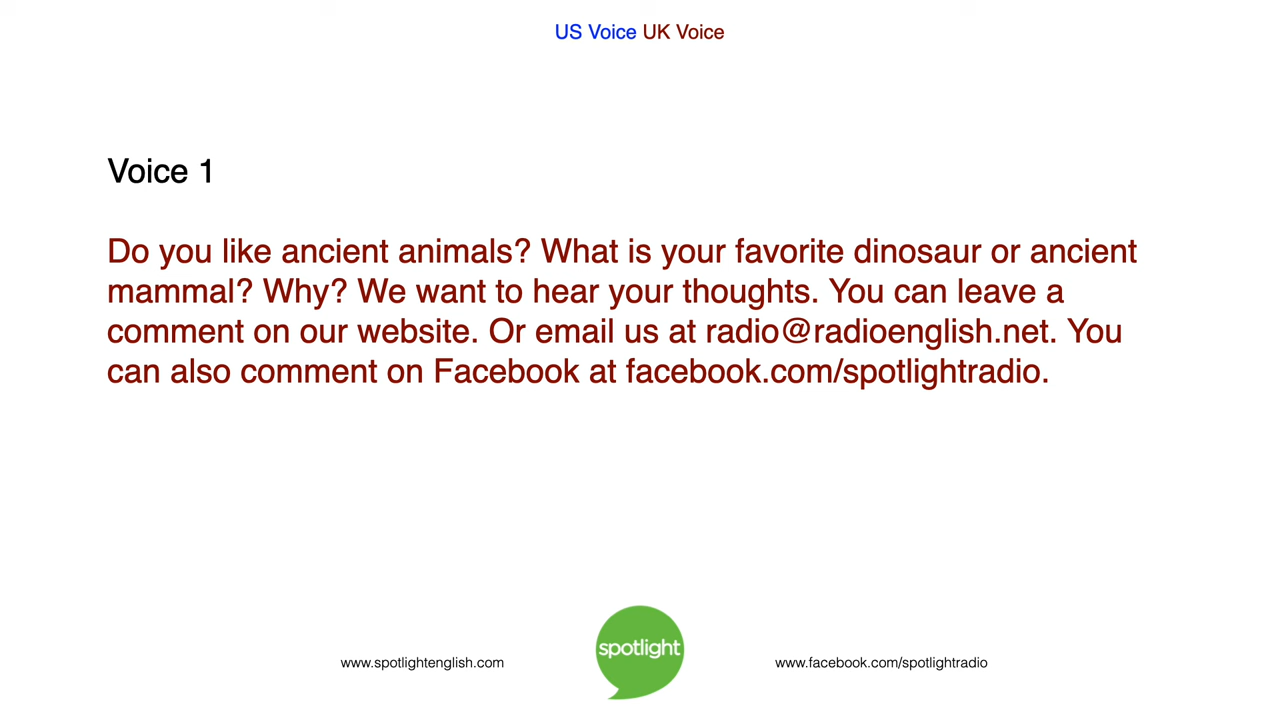 US Voice UK Voice
Voice 1
Do you like ancient animals? What is your favorite dinosaur or ancient
mammal? Why? We want to hear your thoughts. You can leave a
comment on our website. Or email us at radio@radioenglish.net. You
can also comment on Facebook at facebook.com/spotlightradio.
spotlight
www.spotlightenglish.com
www.facebook.com/spotlightradio